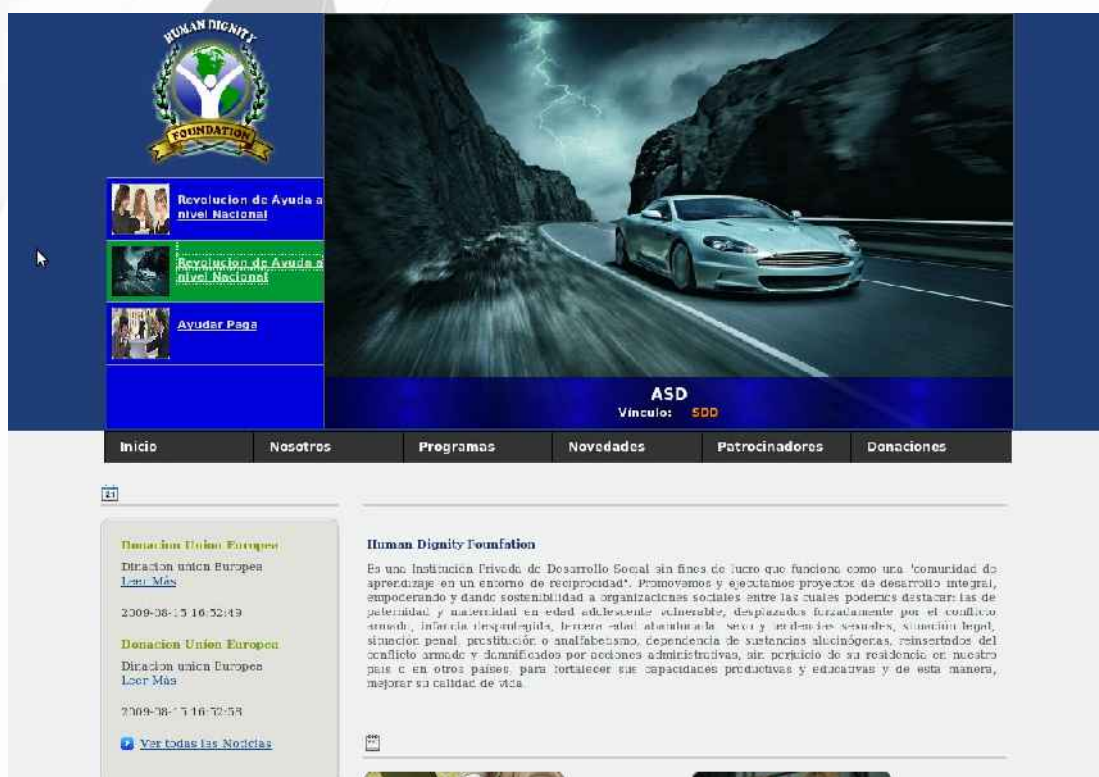 HUMAN DIGNITY
FOUNDATION
Revolucion de Ayuda a
nivel Nacional
Revolucion de Ayuda a
nivel Nacional
Ayudar Paga
ASD
Vínculo: SDD
Inicio Nosotros Programas Novedades Patrocinadores Donaciones
21
Donacion Union Europea
Dinacion union Europea
Leer Más
2009-08-15 16:52:49
Donacion Union Europea
Dinacion union Europea
Leer Más
2009-08-15 16:52:58
Ver todas las Noticias
Human Dignity Founfation
Es una Institución Privada de Desarrollo Social sin fines de lucro que funciona como una "comunidad de
aprendizaje en un entorno de reciprocidad". Promovemos y ejecutamos proyectos de desarrollo integral,
empoderando y dando sostenibilidad a organizaciones sociales entre las cuales podemos destacar: las de
paternidad y maternidad en edad adolescente vulnerable, desplazados forzadamente por el conflicto
armado, infancia desprotegida, tercera edad abandonada, sexo y tendencias sexuales, situación legal,
situación penal, prostitución o analfabetismo, dependencia de sustancias alucinógenas, reinsertados del
conflicto armado y damnificados por acciones administrativas, sin perjuicio de su residencia en nuestro
país o en otros países, para fortalecer sus capacidades productivas y educativas y de esta manera,
mejorar su calidad de vida.